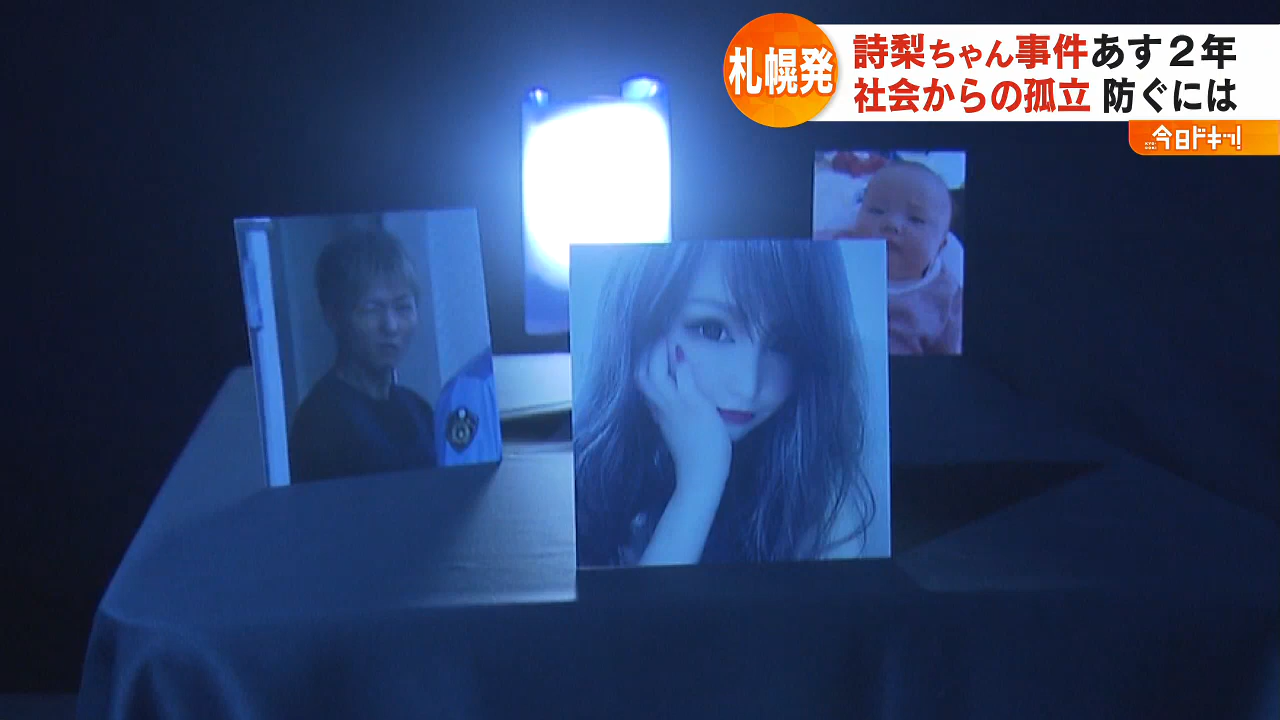 札幌発
詩梨ちゃん事件あす２年
社会からの孤立 防ぐには
今日ドキッ!